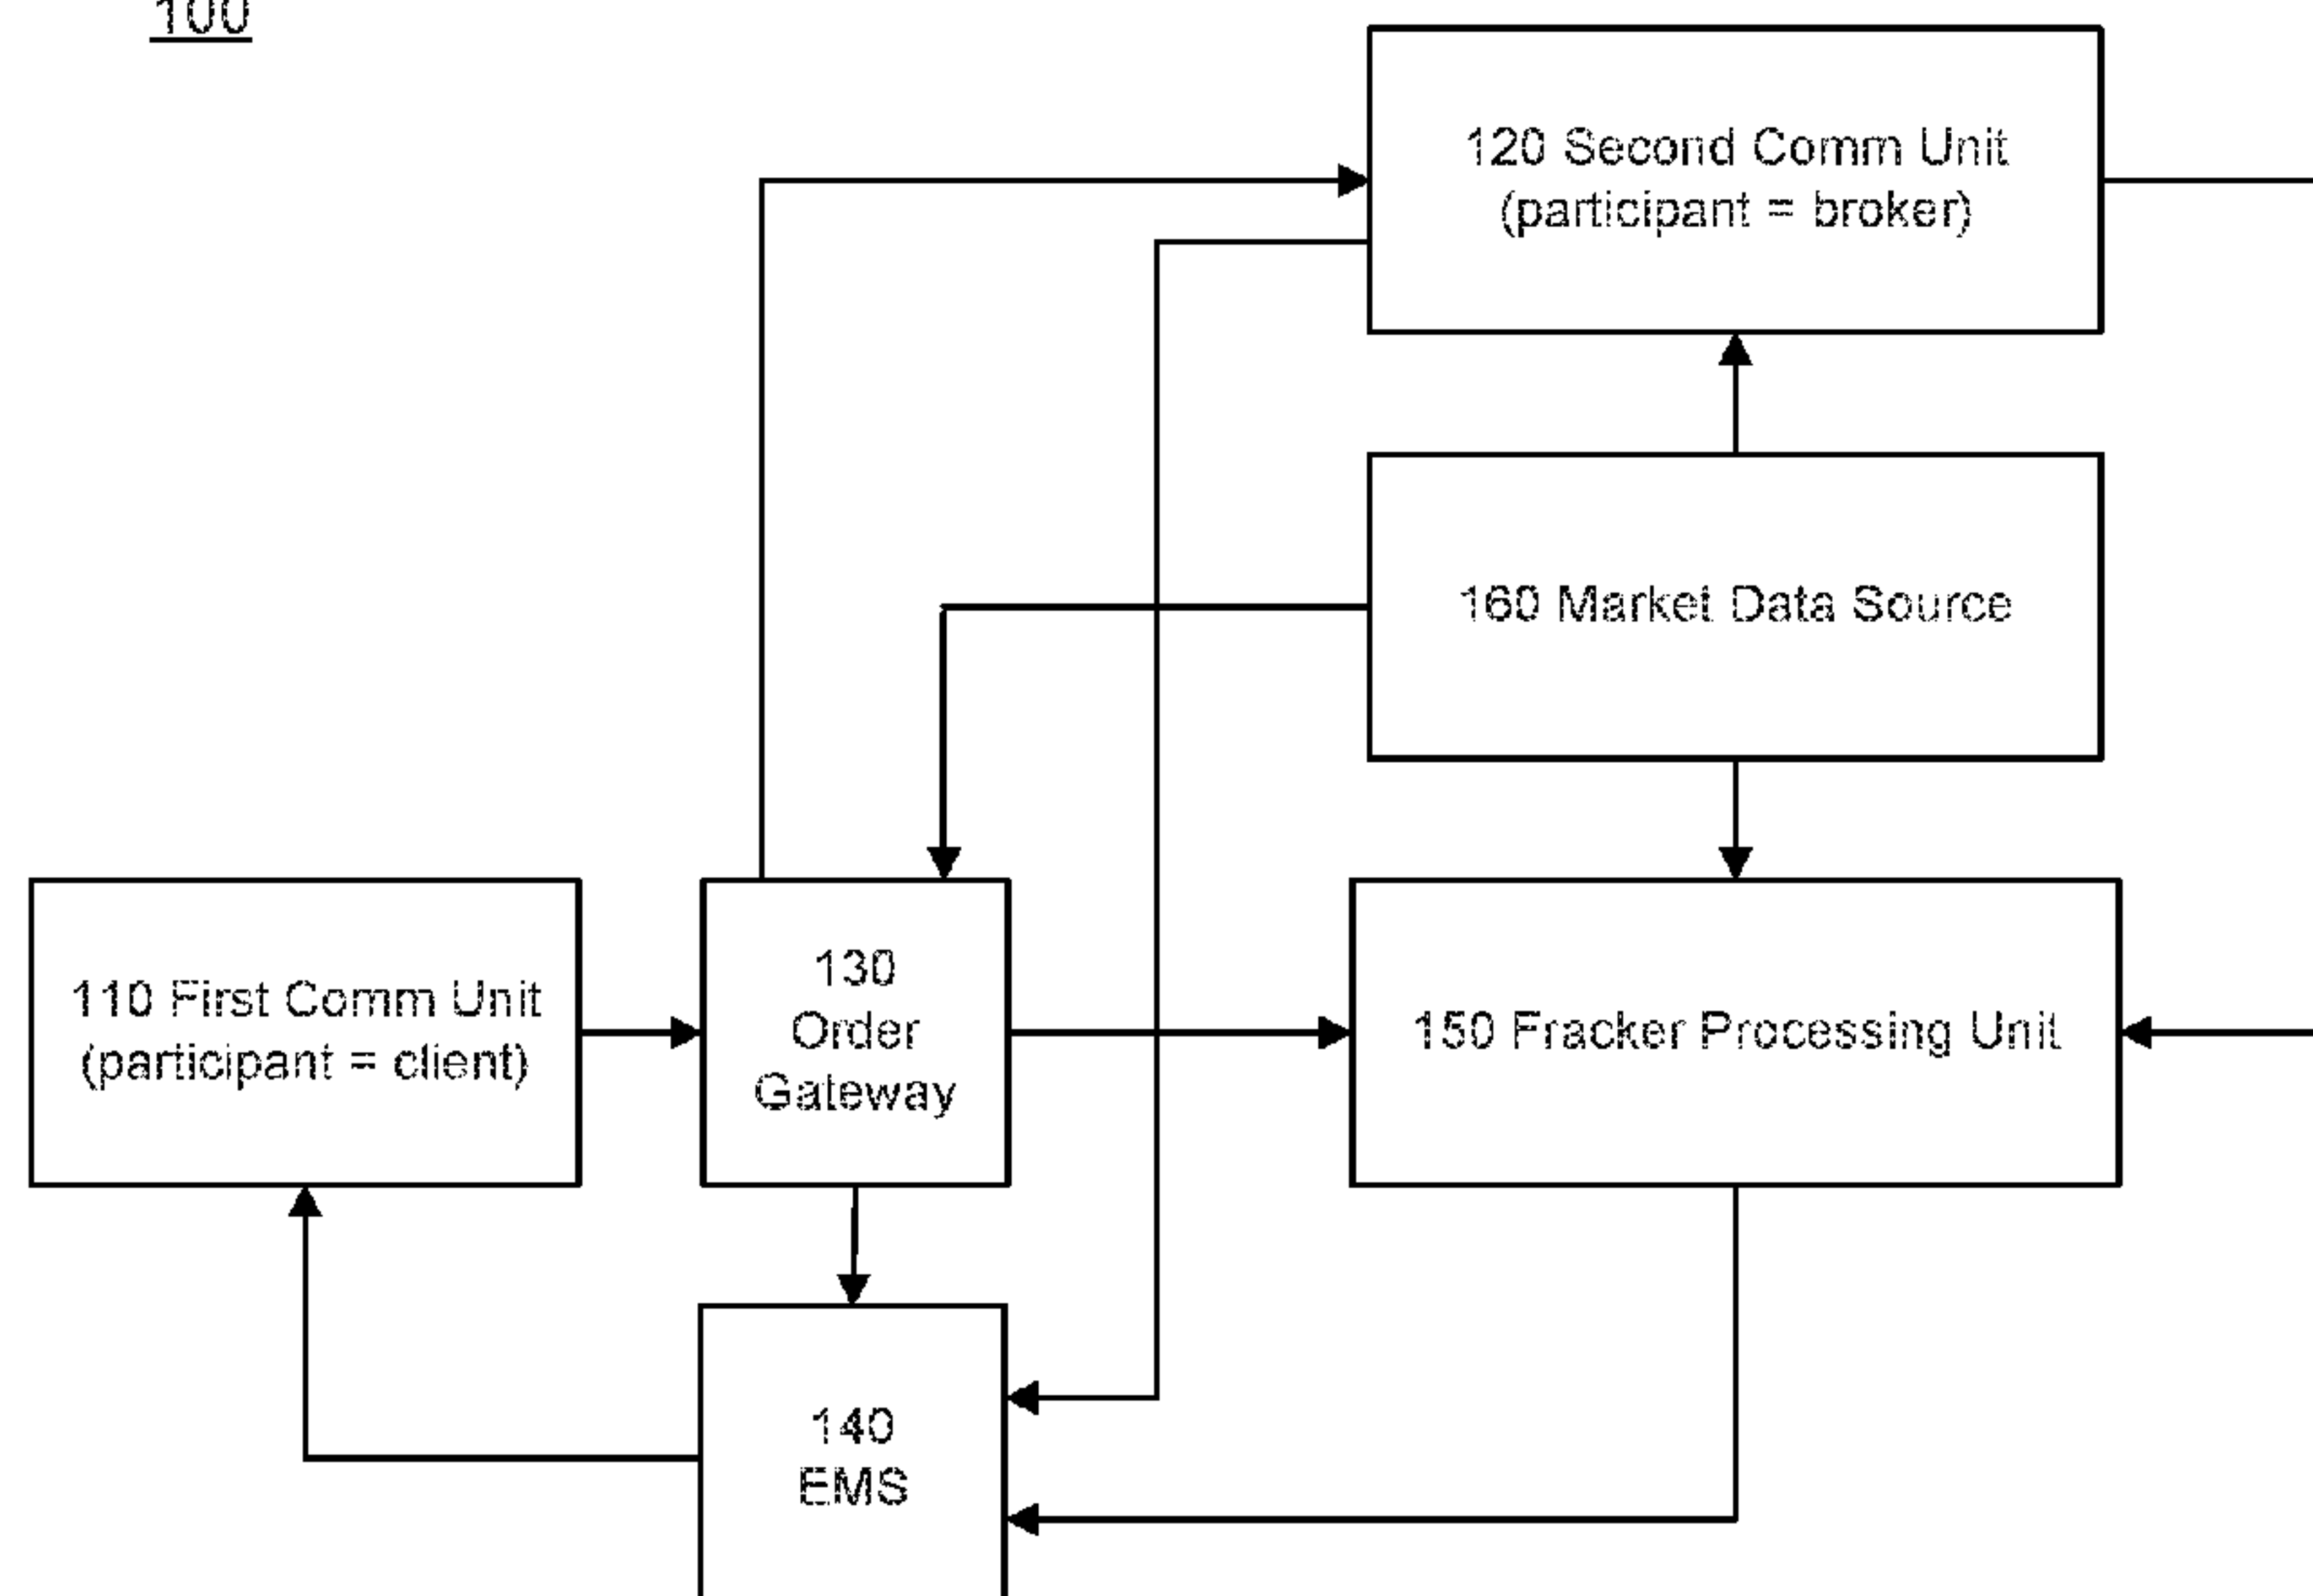 100
120 Second Comm Unit
(participant = broker)
160 Market Data Source
110 First Comm Unit
(participant = client)
130
Order
Gateway
150 Fracker Processing Unit
140
EMS